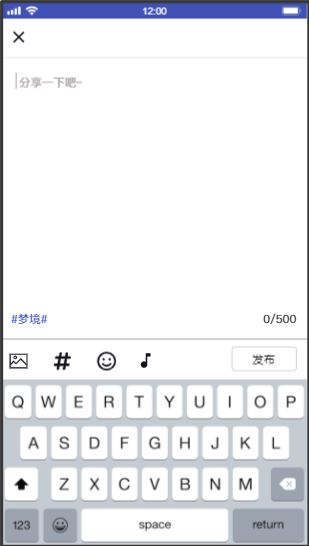 12:00
分享一下吧~
#梦境#
0/500
发布
Q W E R T Y U I O P
A S D F G H J K L
Z X C V B N M
123 space return